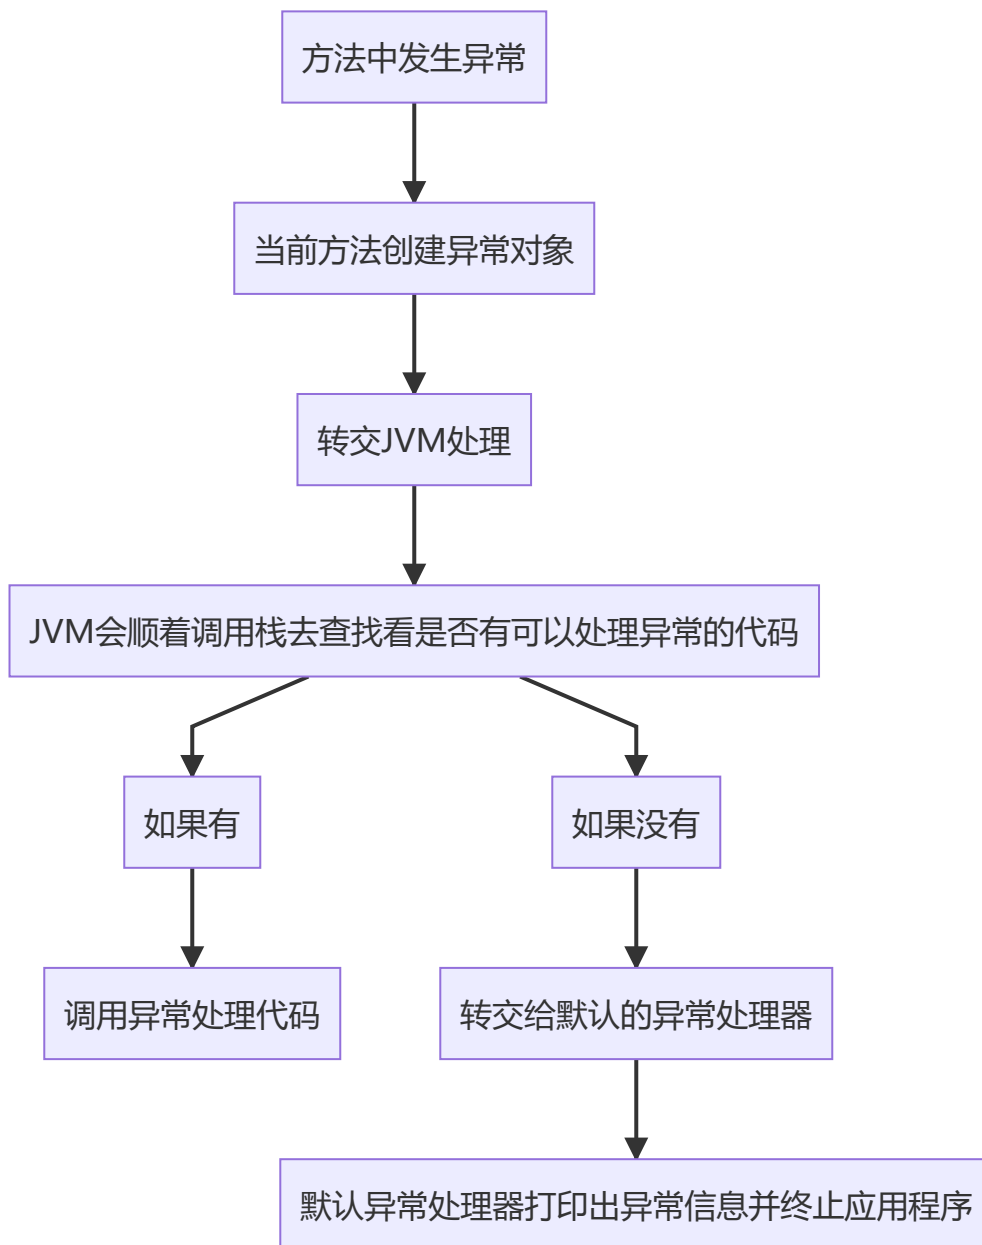 方法中发生异常
当前方法创建异常对象
转交JVM处理
JVM会顺着调用栈去查找看是否有可以处理异常的代码
如果有
如果没有
调用异常处理代码
转交给默认的异常处理器
默认异常处理器打印出异常信息并终止应用程序